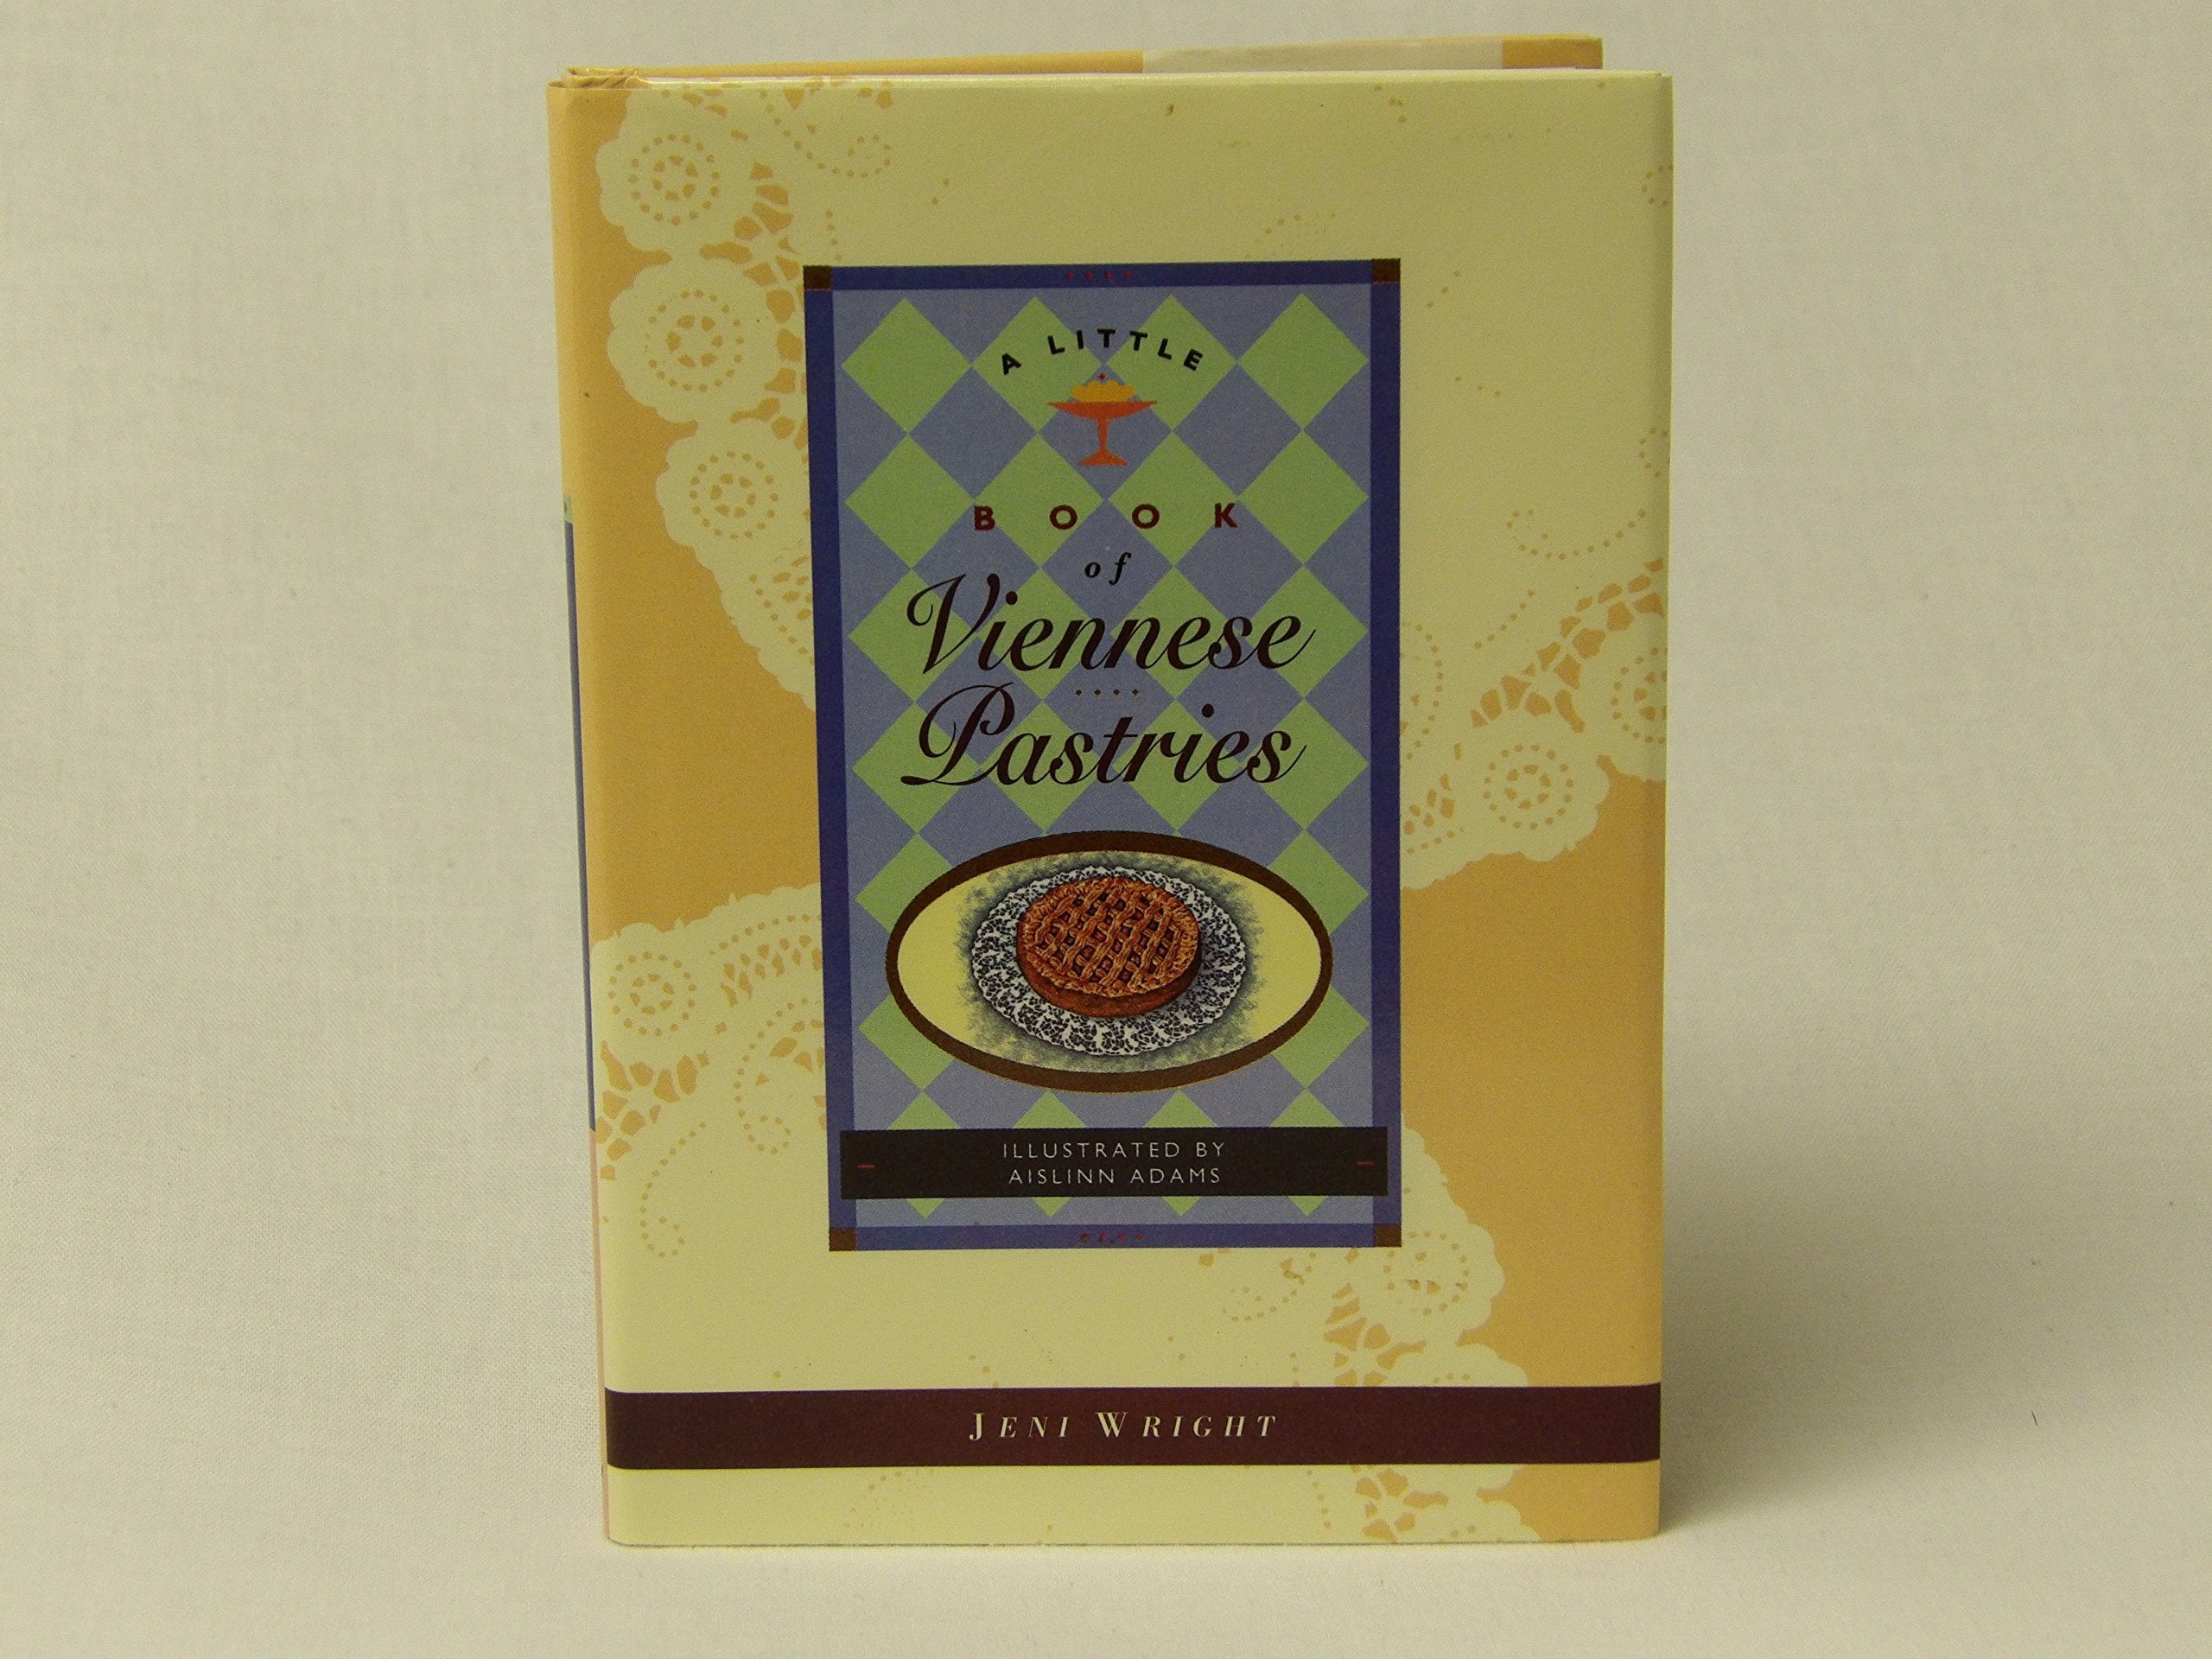 A LITTLE
BOOK
of
Viennese
Pastries
ILLUSTRATED BY
AISLINN ADAMS
JENI WRIGHT